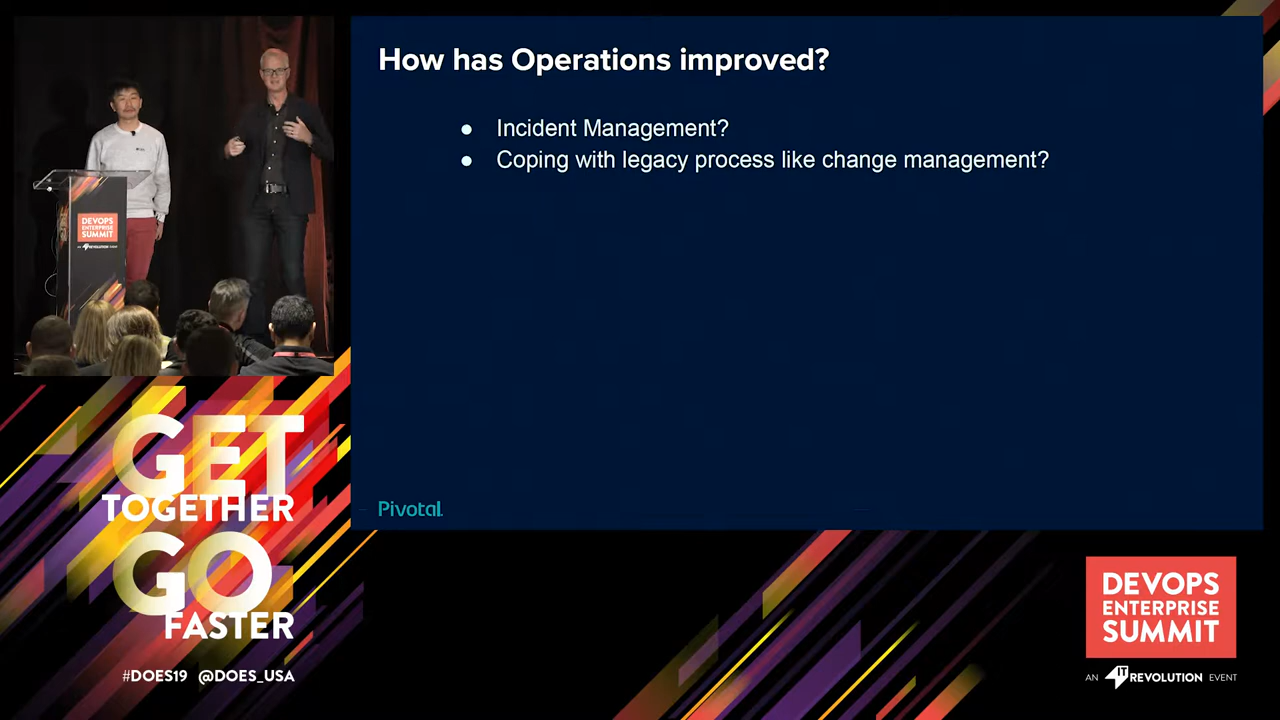 How has Operations improved?
● Incident Management?
● Coping with legacy process like change management?
Pivotal
DEVOPS
ENTERPRISE
SUMMIT
GET
TOGETHER
GO
FASTER
#DOES19 @DOES_USA
DEVOPS
ENTERPRISE
SUMMIT
AN IT REVOLUTION EVENT